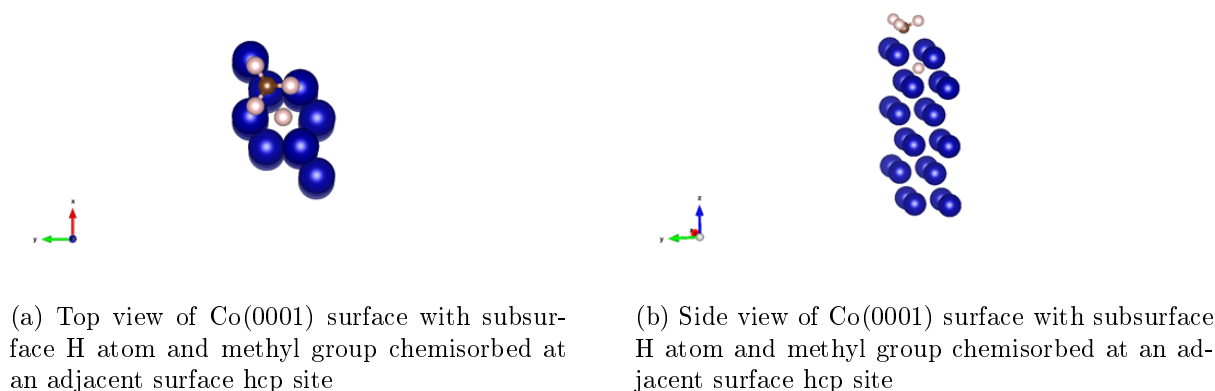 x
y
z
y
x
(a) Top view of Co(0001) surface with subsur-
face H atom and methyl group chemisorbed at
an adjacent surface hcp site
(b) Side view of Co(0001) surface with subsurface
H atom and methyl group chemisorbed at an ad-
jacent surface hcp site